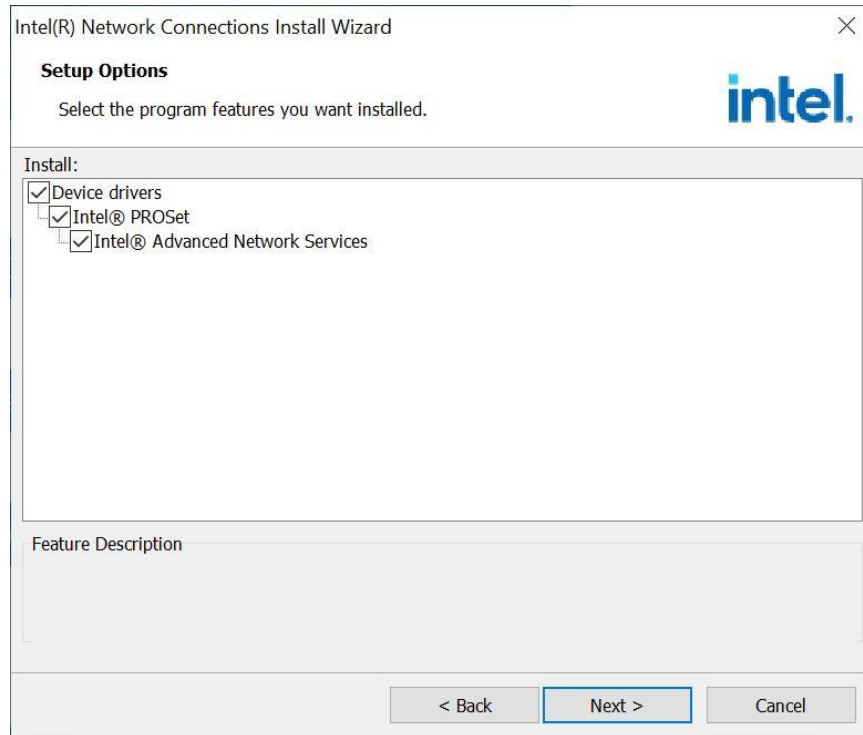 Intel(R) Network Connections Install Wizard
Setup Options
Select the program features you want installed.
intel.
Install:
Device drivers
Intel® PROSet
Intel® Advanced Network Services
Feature Description
< Back
Next >
Cancel